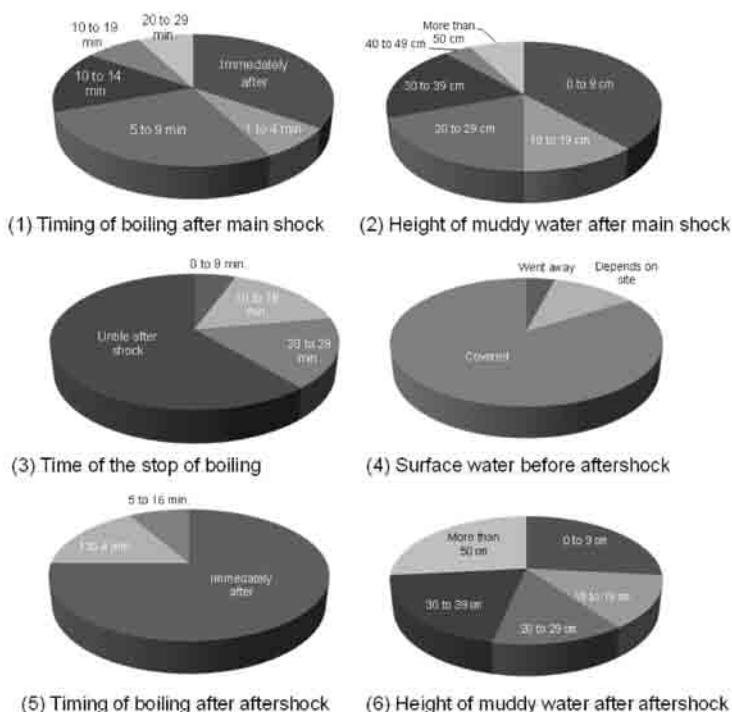 10 to 19
min
20 to 29
min
Immediately
after
10 to 14
min
5 to 9 min
1 to 4 min
(1) Timing of boiling after main shock
More than
50 cm
40 to 49 cm
30 to 39 cm
0 to 9 cm
20 to 29 cm
10 to 19 cm
(2) Height of muddy water after main shock
0 to 9 min.
10 to 19
min
Untile after
shock
20 to 29
min.
(3) Time of the stop of boiling
Went away
Depends on
site
Covered
(4) Surface water before aftershock
5 to 16 min.
1 to 4 min
Immediately
after
(5) Timing of boiling after aftershock
More than
50 cm
0 to 9 cm
10 to 19 cm
30 to 39 cm
20 to 29 cm
(6) Height of muddy water after aftershock